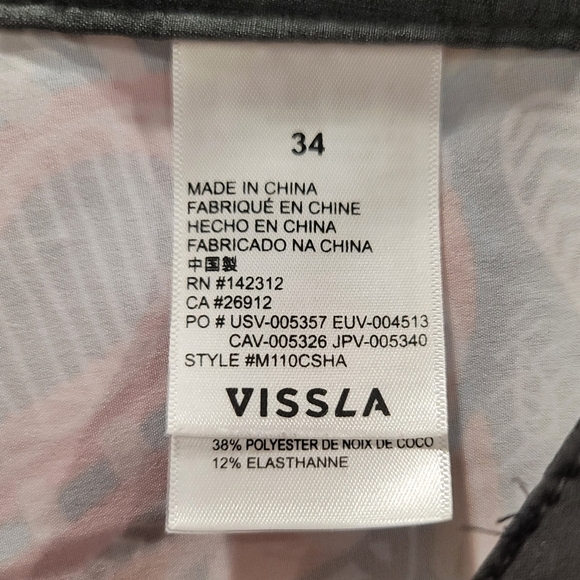 34
MADE IN CHINA
FABRIQUÉ EN CHINE
HECHO EN CHINA
FABRICADO NA CHINA
中国製
RN #142312
CA #26912
PO # USV-005357 EUV-004513
CAV-005326 JPV-005340
STYLE #M110CSHA
VISSLA
38% POLYESTER DE NOIX DE COCO
12% ELASTHANNE